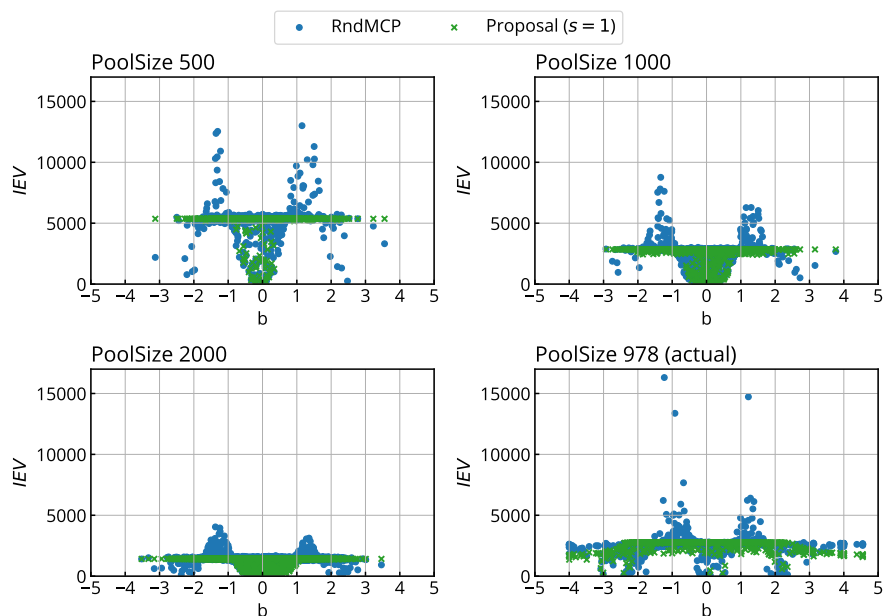 RndMCP Proposal (s = 1)
PoolSize 500
15000
10000
5000
0
IEV
−5 −4 −3 −2 −1 0 1 2 3 4 5
b
PoolSize 1000
15000
10000
5000
0
IEV
−5 −4 −3 −2 −1 0 1 2 3 4 5
b
PoolSize 2000
15000
10000
5000
0
IEV
−5 −4 −3 −2 −1 0 1 2 3 4 5
b
PoolSize 978 (actual)
15000
10000
5000
0
IEV
−5 −4 −3 −2 −1 0 1 2 3 4 5
b